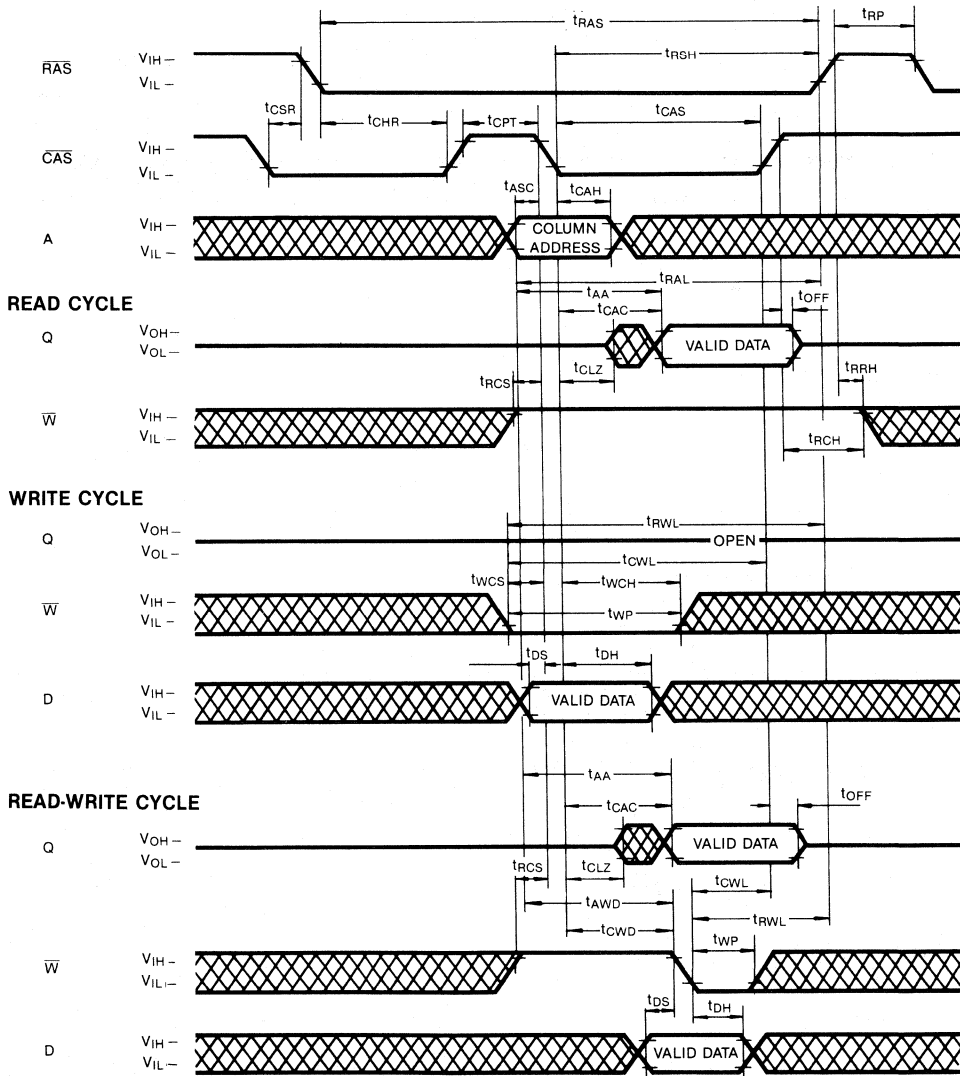 tRAS
tRP
RAS
VIH–
VIL–
tRSH
tCSR
tCHR
tCPT
tCAS
CAS
VIH–
VIL–
tASC
tCAH
A
VIH–
VIL–
COLUMN
ADDRESS
tRAL
tAA
tCAC
tOFF
READ CYCLE
Q
VOH–
VOL–
VALID DATA
tRCS
tCLZ
tRRH
W
VIH–
VIL–
tRCH
WRITE CYCLE
tRWL
Q
VOH–
VOL–
OPEN
tCWL
tWCS
tWCH
W
VIH–
VIL–
tWP
tDS
tDH
D
VIH–
VIL–
VALID DATA
tAA
READ-WRITE CYCLE
tCAC
tOFF
Q
VOH–
VOL–
VALID DATA
tRCS
tCLZ
tCWL
tAWD
tRWL
tCWD
tWP
W
VIH–
VIL–
tDS
tDH
D
VIH–
VIL–
VALID DATA